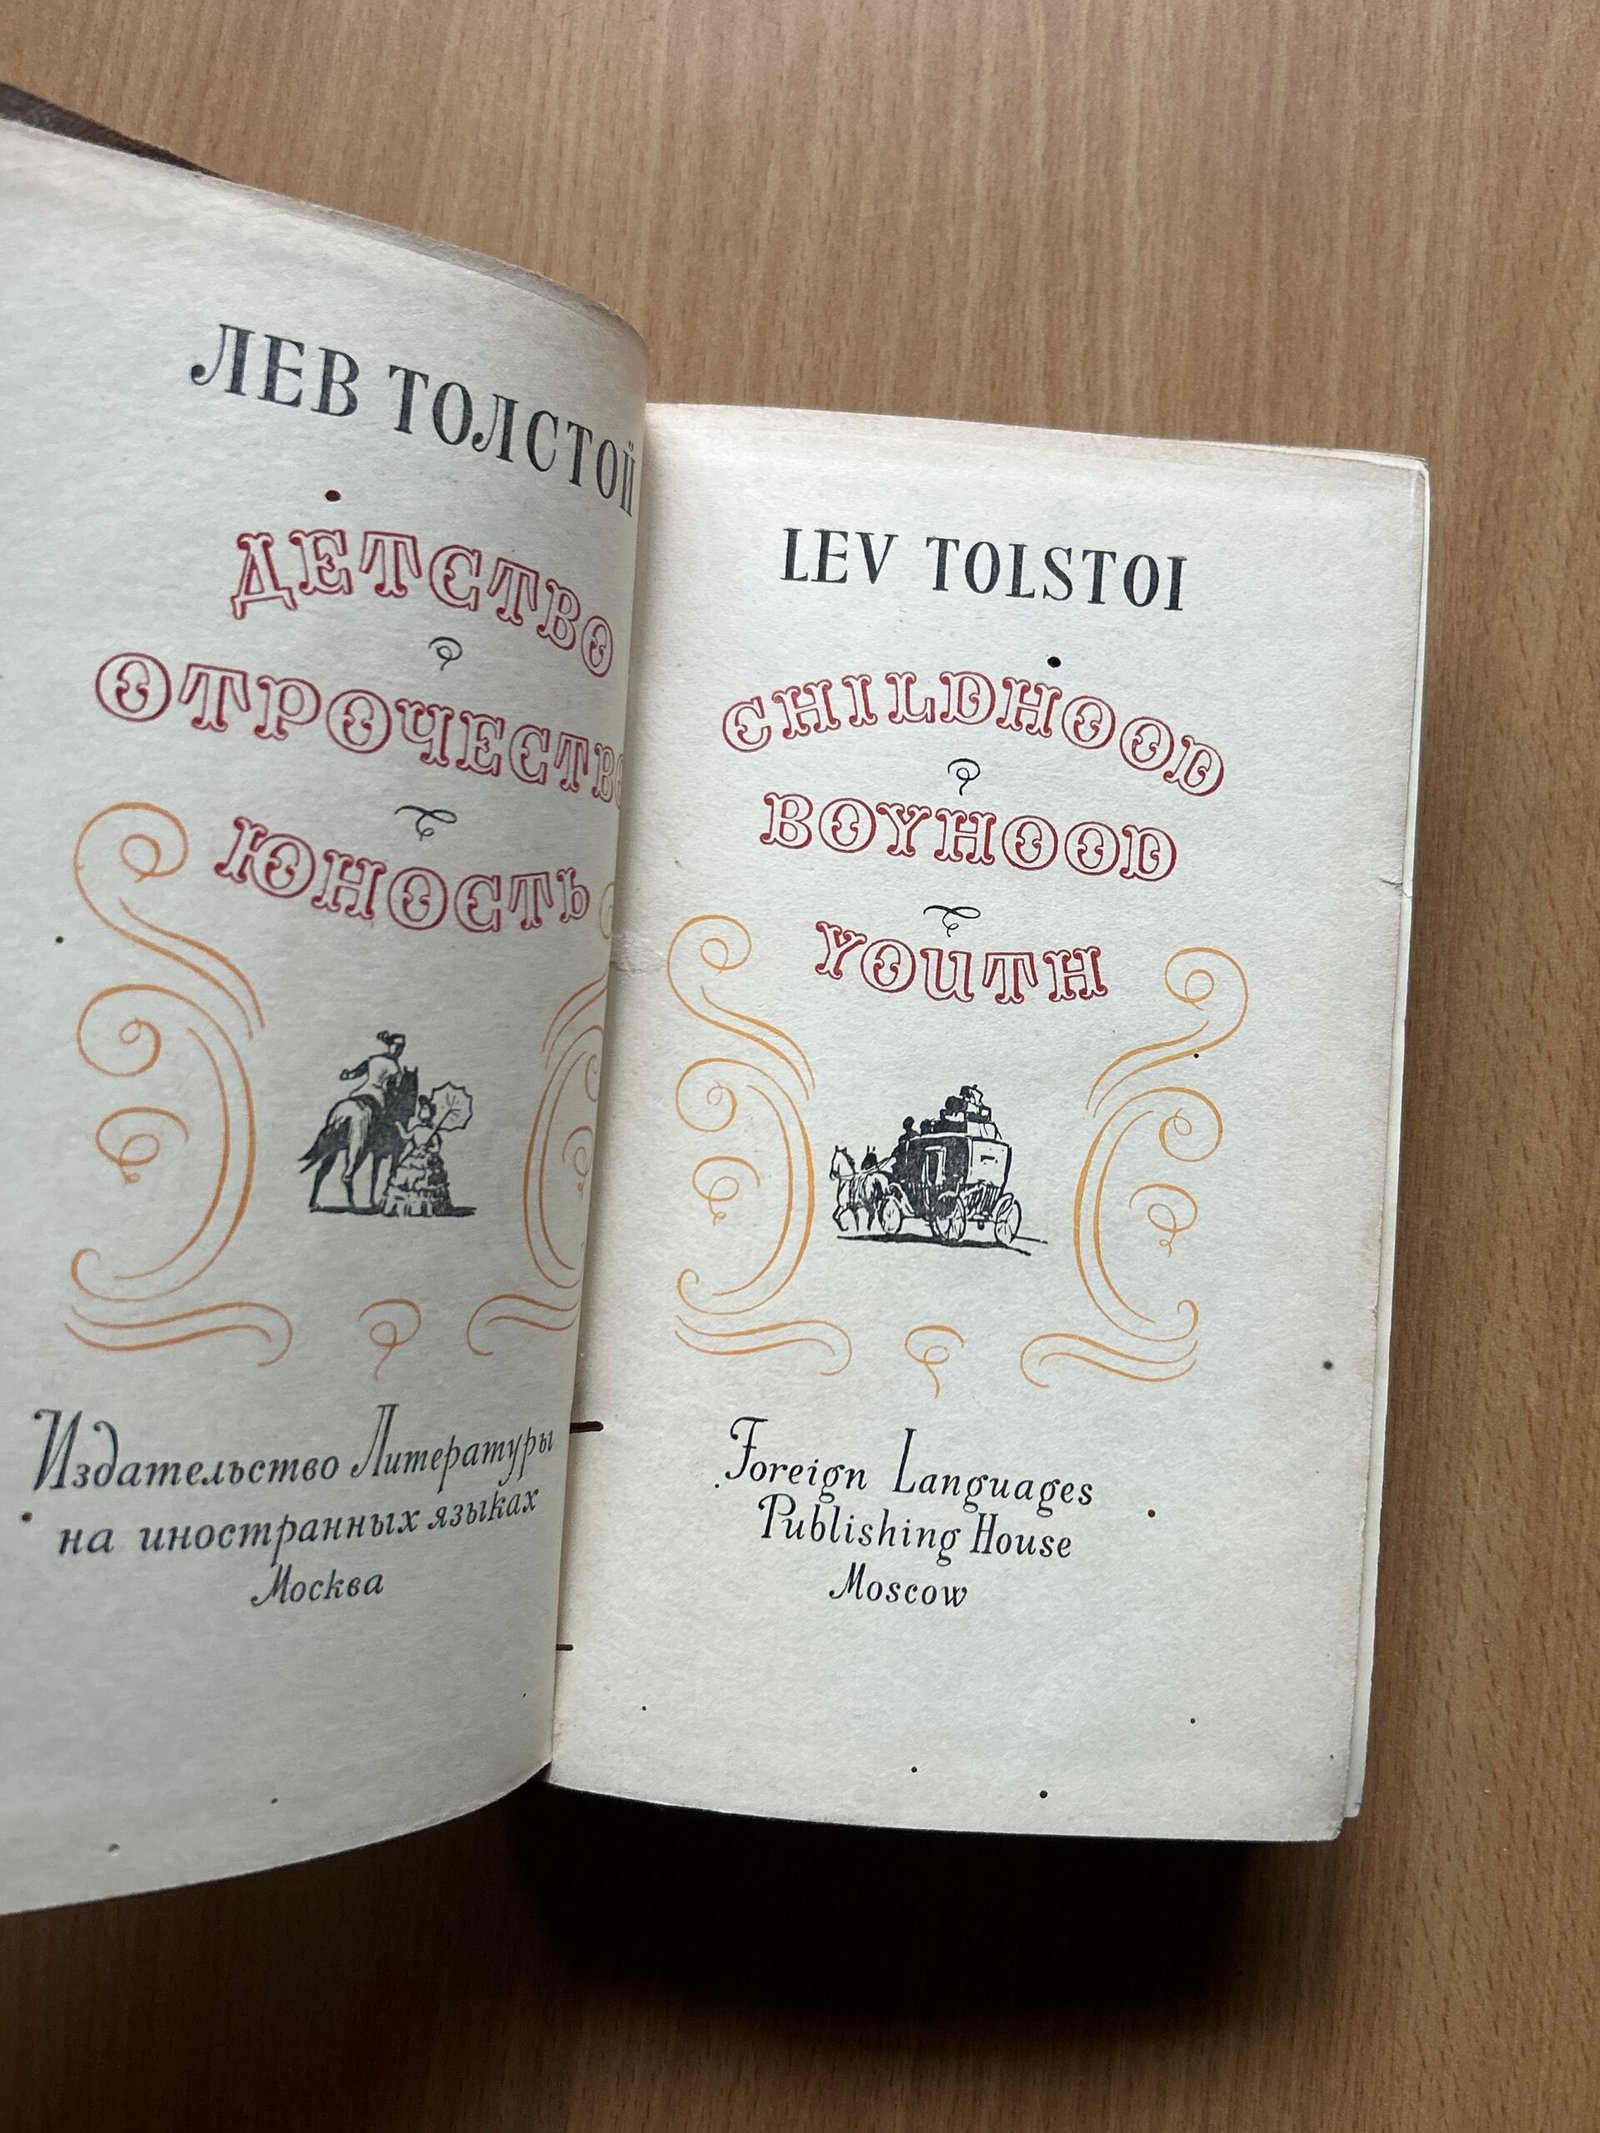 ЛЕВ ТОЛСТОЙ
ДЕТСТВО
ОТРОЧЕСТВО
ЮНОСТЬ
Издательство Литературы
на иностранных языках
Москва
LEV TOLSTOI
CHILDHOOD
BOYHOOD
YOUTH
Foreign Languages
Publishing House
Moscow